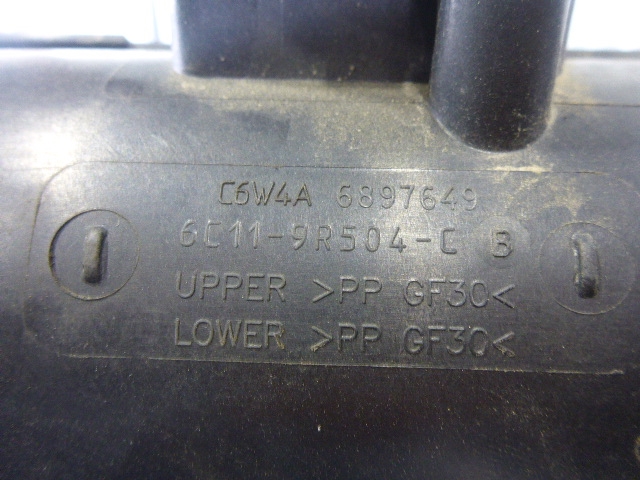 C6W4A 6897649
6C11-9R504-C B
UPPER >PP GF30<
LOWER >PP GF30<